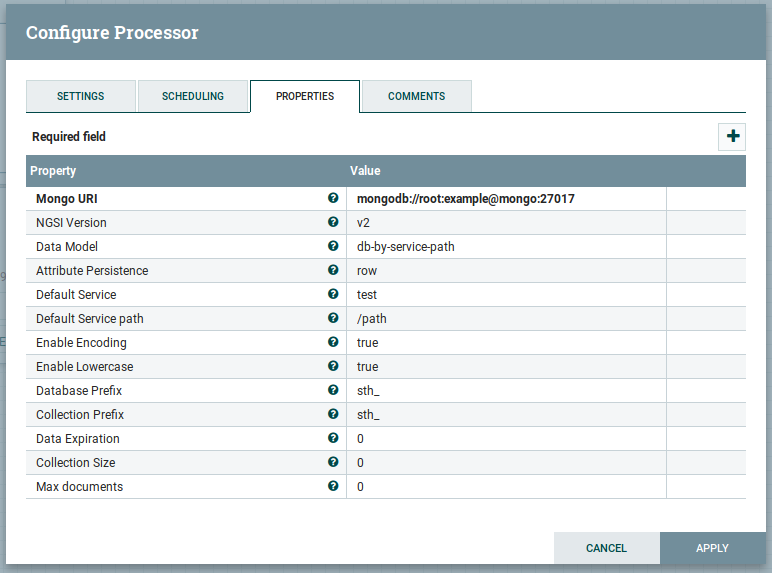 Configure Processor
SETTINGS SCHEDULING PROPERTIES COMMENTS
Required field
Property Value
Mongo URI mongodb://root:example@mongo:27017
NGSI Version v2
Data Model db-by-service-path
Attribute Persistence row
Default Service test
Default Service path /path
Enable Encoding true
Enable Lowercase true
Database Prefix sth_
Collection Prefix sth_
Data Expiration 0
Collection Size 0
Max documents 0
CANCEL APPLY